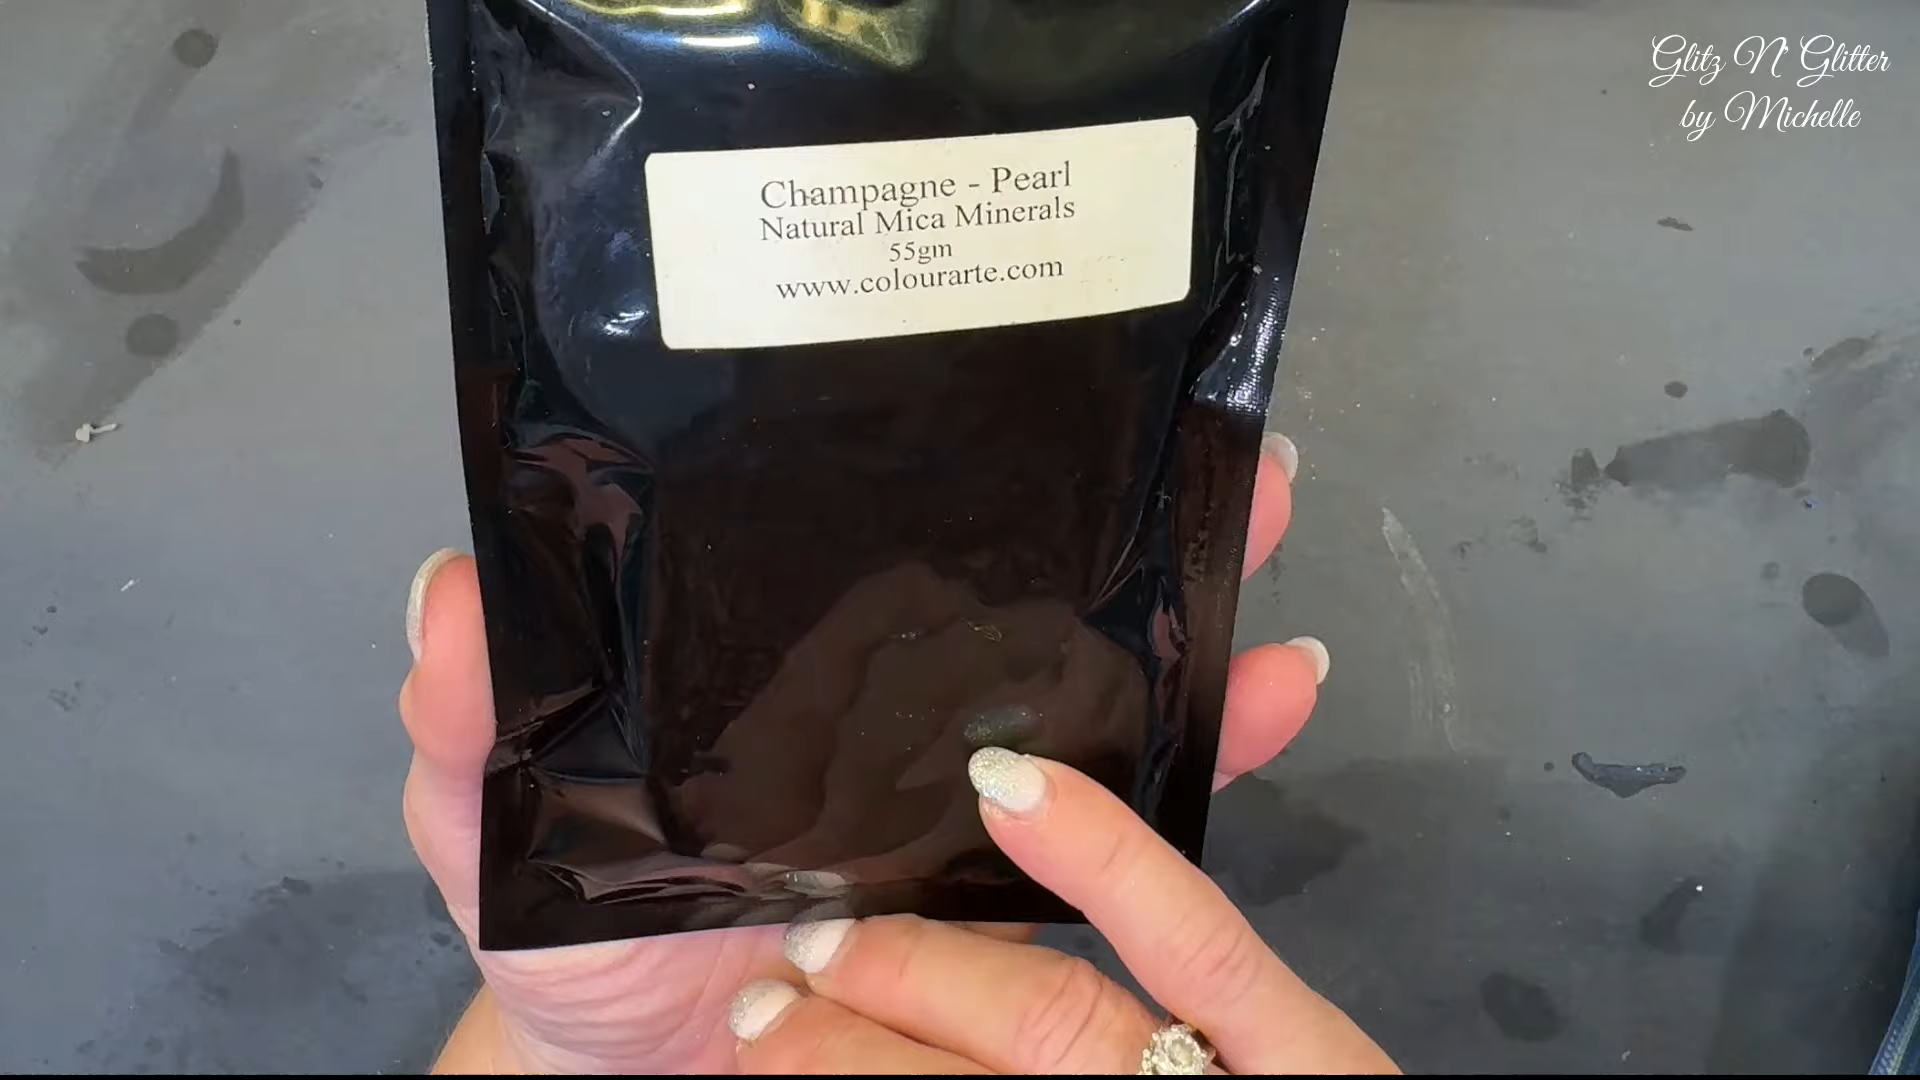 Glitz N' Glitter
by Michelle
Champagne - Pearl
Natural Mica Minerals
55gm
www.colourarte.com